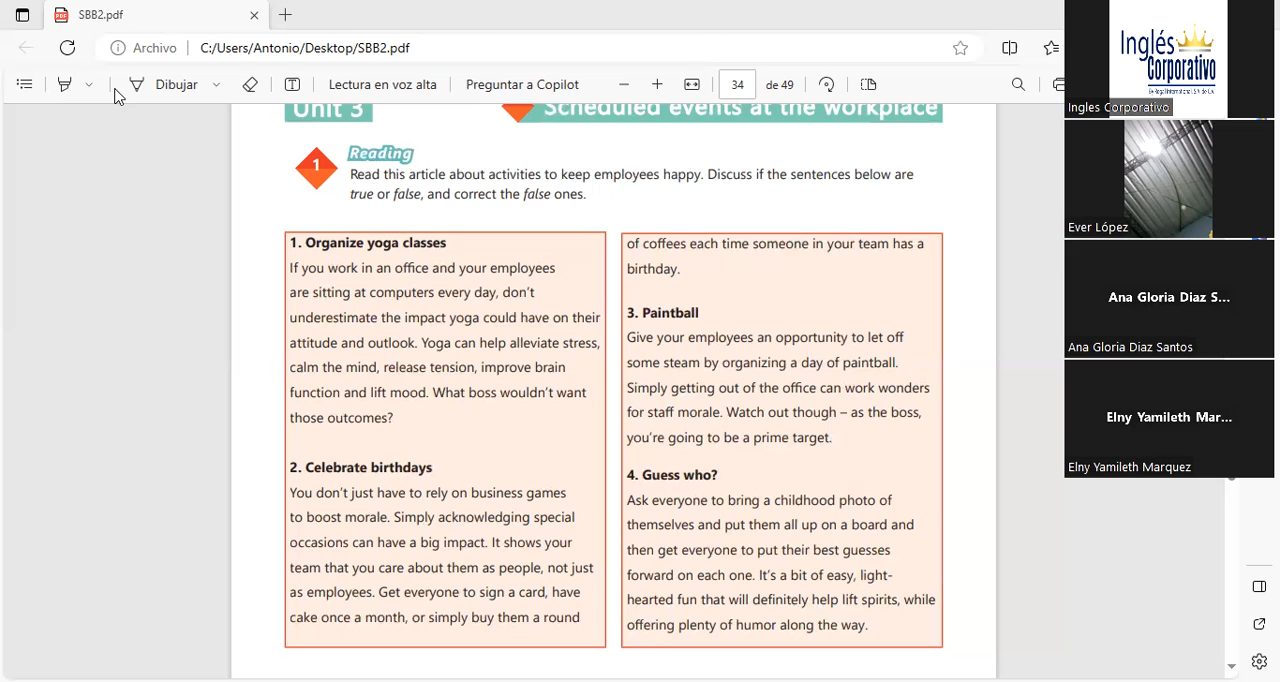 SBB2.pdf
Archivo
C:/Users/Antonio/Desktop/SBB2.pdf
Dibujar
Lectura en voz alta
Preguntar a Copilot
34
de 49
Unit 3
Scheduled events at the workplace
1
Reading
Read this article about activities to keep employees happy. Discuss if the sentences below are
true or false, and correct the false ones.
1. Organize yoga classes
If you work in an office and your employees
are sitting at computers every day, don't
underestimate the impact yoga could have on their
attitude and outlook. Yoga can help alleviate stress,
calm the mind, release tension, improve brain
function and lift mood. What boss wouldn't want
those outcomes?
2. Celebrate birthdays
You don't just have to rely on business games
to boost morale. Simply acknowledging special
occasions can have a big impact. It shows your
team that you care about them as people, not just
as employees. Get everyone to sign a card, have
cake once a month, or simply buy them a round
of coffees each time someone in your team has a
birthday.
3. Paintball
Give your employees an opportunity to let off
some steam by organizing a day of paintball.
Simply getting out of the office can work wonders
for staff morale. Watch out though – as the boss,
you're going to be a prime target.
4. Guess who?
Ask everyone to bring a childhood photo of
themselves and put them all up on a board and
then get everyone to put their best guesses
forward on each one. It's a bit of easy, light-
hearted fun that will definitely help lift spirits, while
offering plenty of humor along the way.
Inglés
Corporativo
Ingles Corporativo
Ever López
Ana Gloria Diaz S...
Ana Gloria Diaz Santos
Elny Yamileth Mar...
Elny Yamileth Marquez